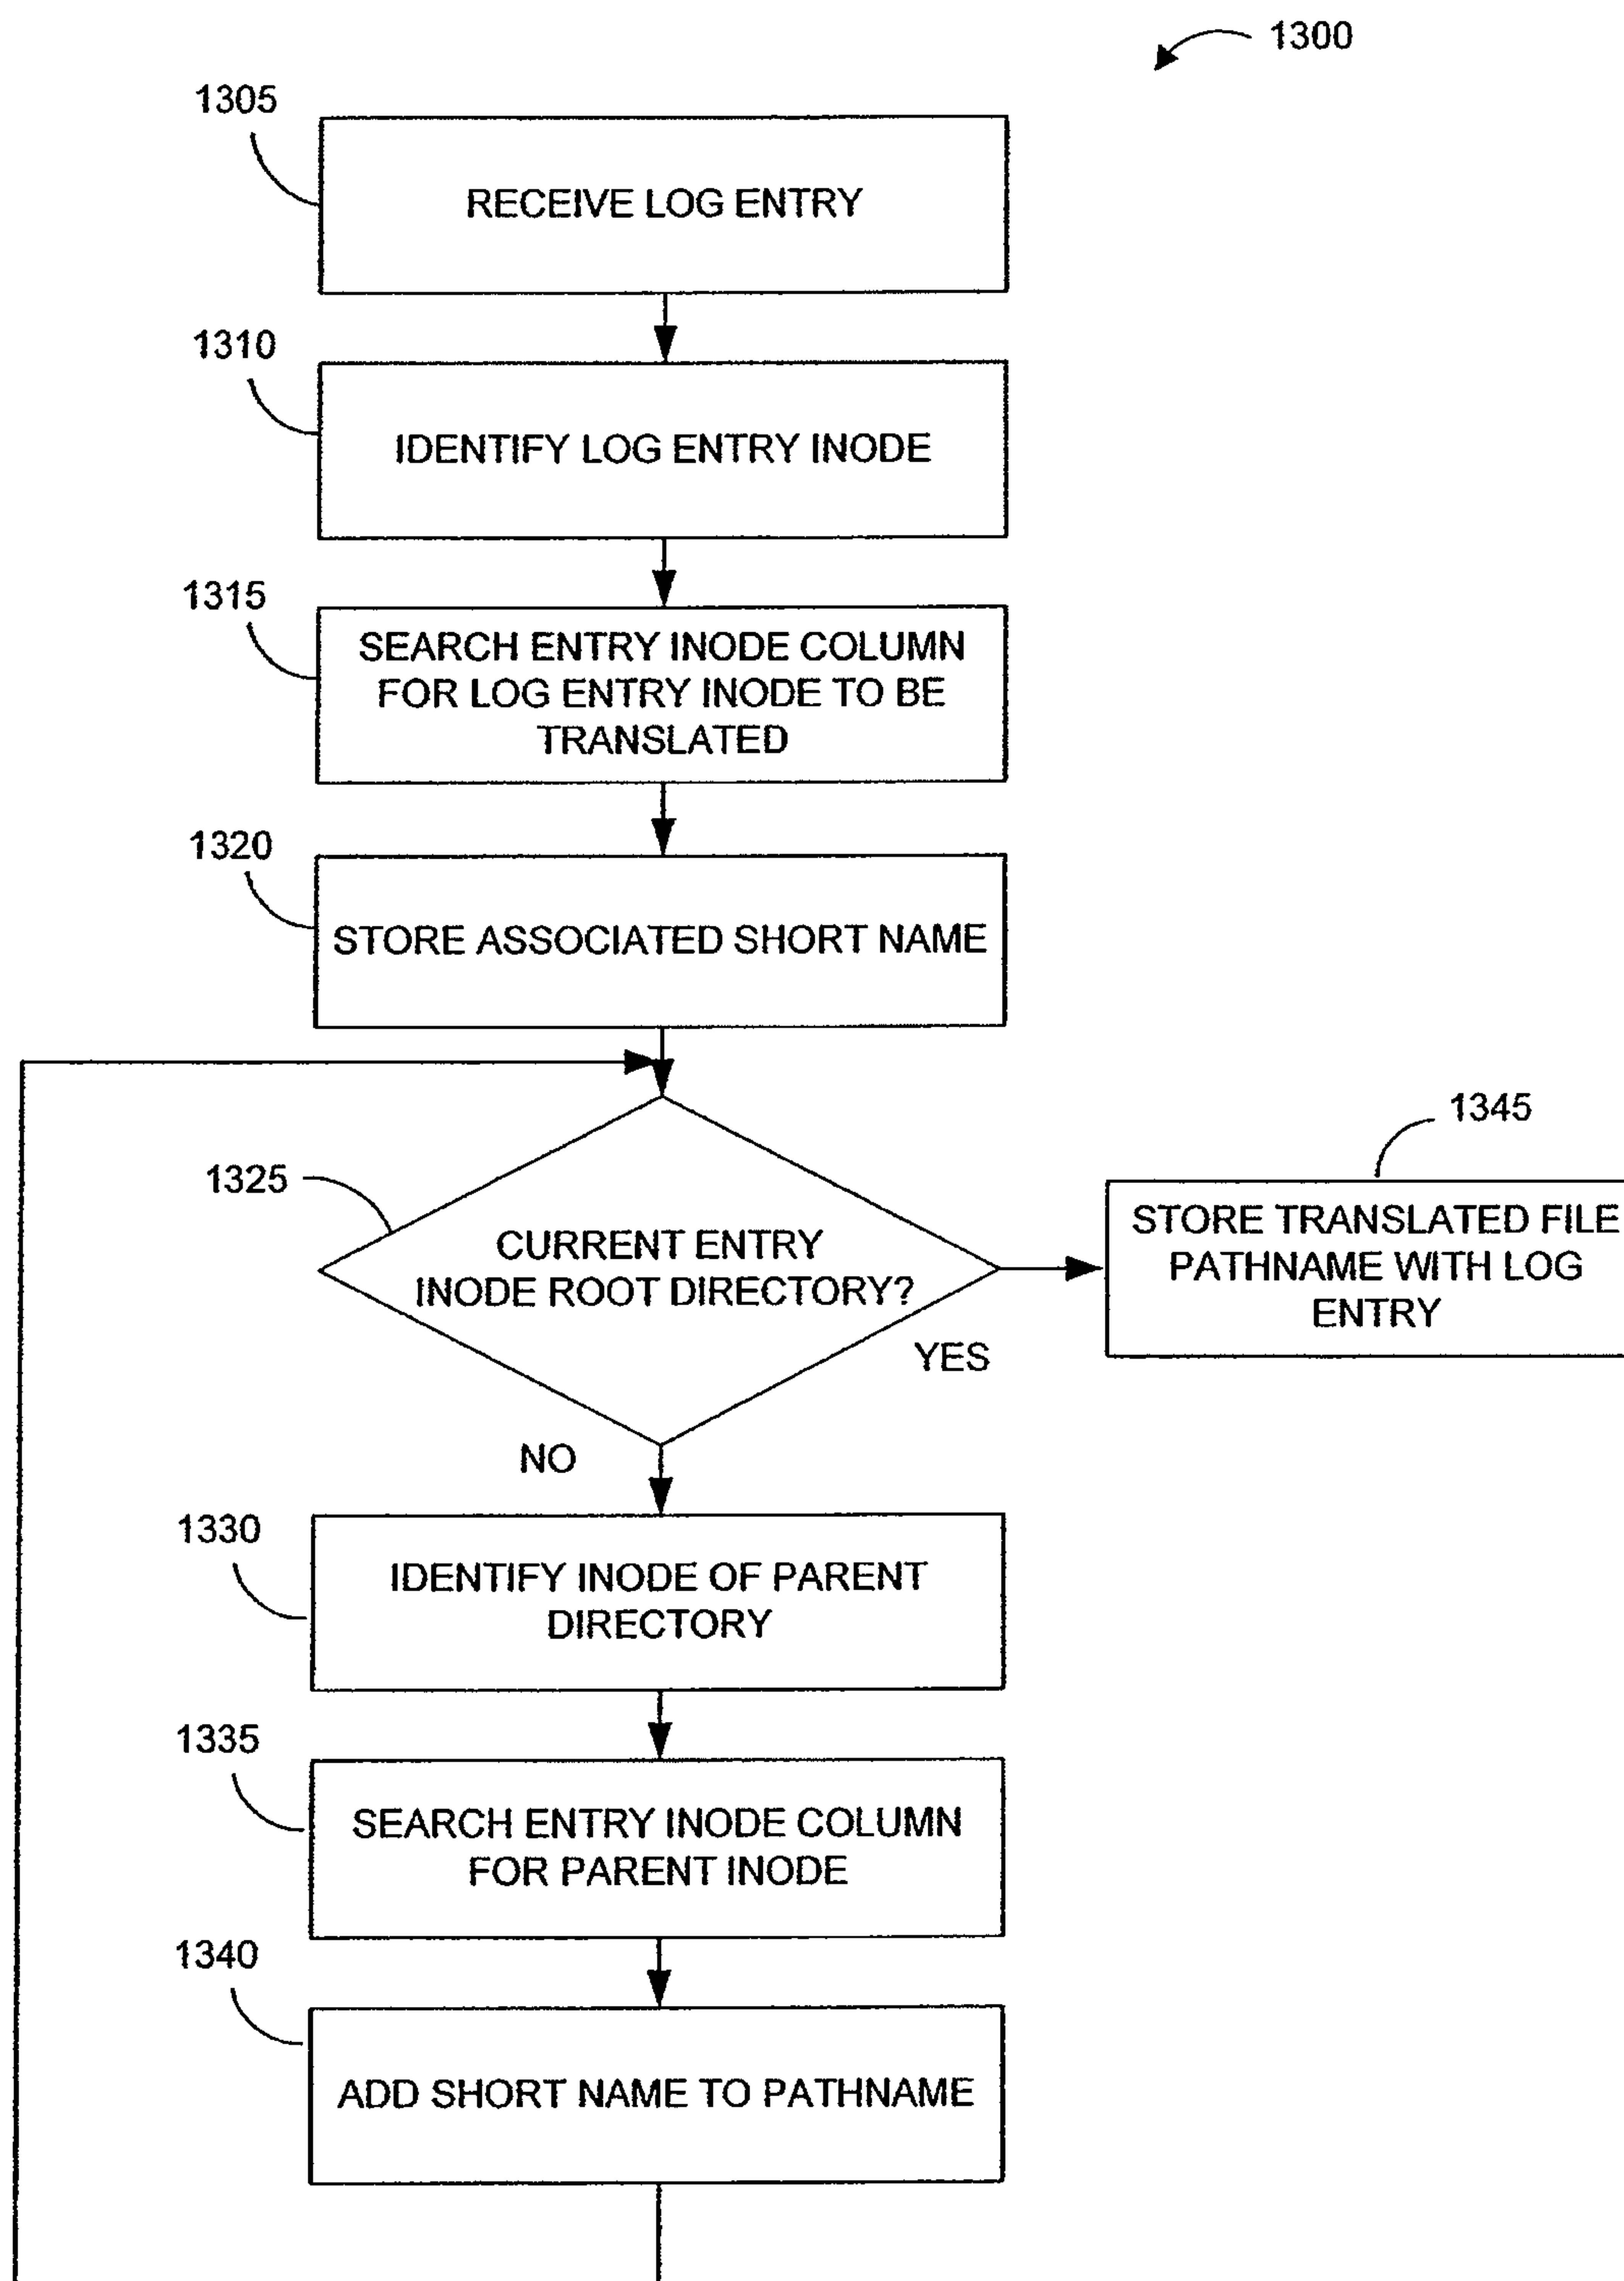 1300
1305
RECEIVE LOG ENTRY
1310
IDENTIFY LOG ENTRY INODE
1315
SEARCH ENTRY INODE COLUMN
FOR LOG ENTRY INODE TO BE
TRANSLATED
1320
STORE ASSOCIATED SHORT NAME
1325
CURRENT ENTRY
INODE ROOT DIRECTORY?
YES
1345
STORE TRANSLATED FILE
PATHNAME WITH LOG
ENTRY
NO
1330
IDENTIFY INODE OF PARENT
DIRECTORY
1335
SEARCH ENTRY INODE COLUMN
FOR PARENT INODE
1340
ADD SHORT NAME TO PATHNAME